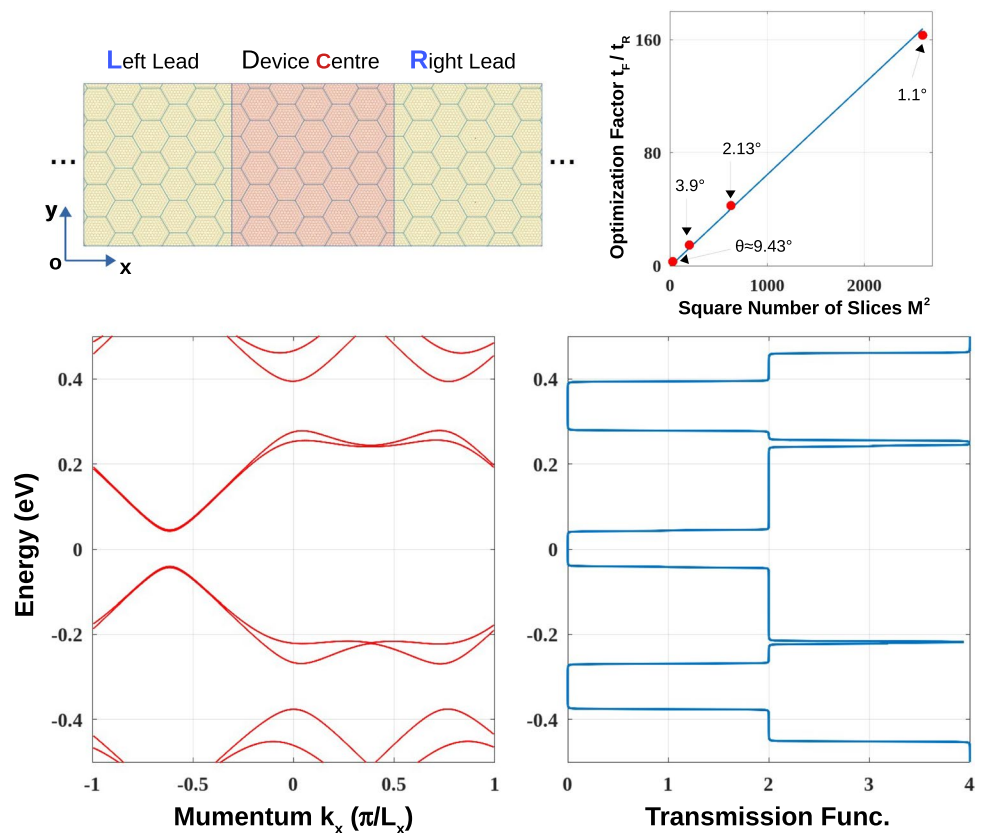 Left Lead Device Centre Right Lead
... ...
y
o x
Optimization Factor t_F / t_R
160
80
0
1.1°
2.13°
3.9°
θ≈9.43°
0 1000 2000
Square Number of Slices M²
Energy (eV)
0.4
0.2
0
-0.2
-0.4
-1 -0.5 0 0.5 1
Mumentum k_x (π/L_x)
0.4
0.2
0
-0.2
-0.4
0 1 2 3 4
Transmission Func.